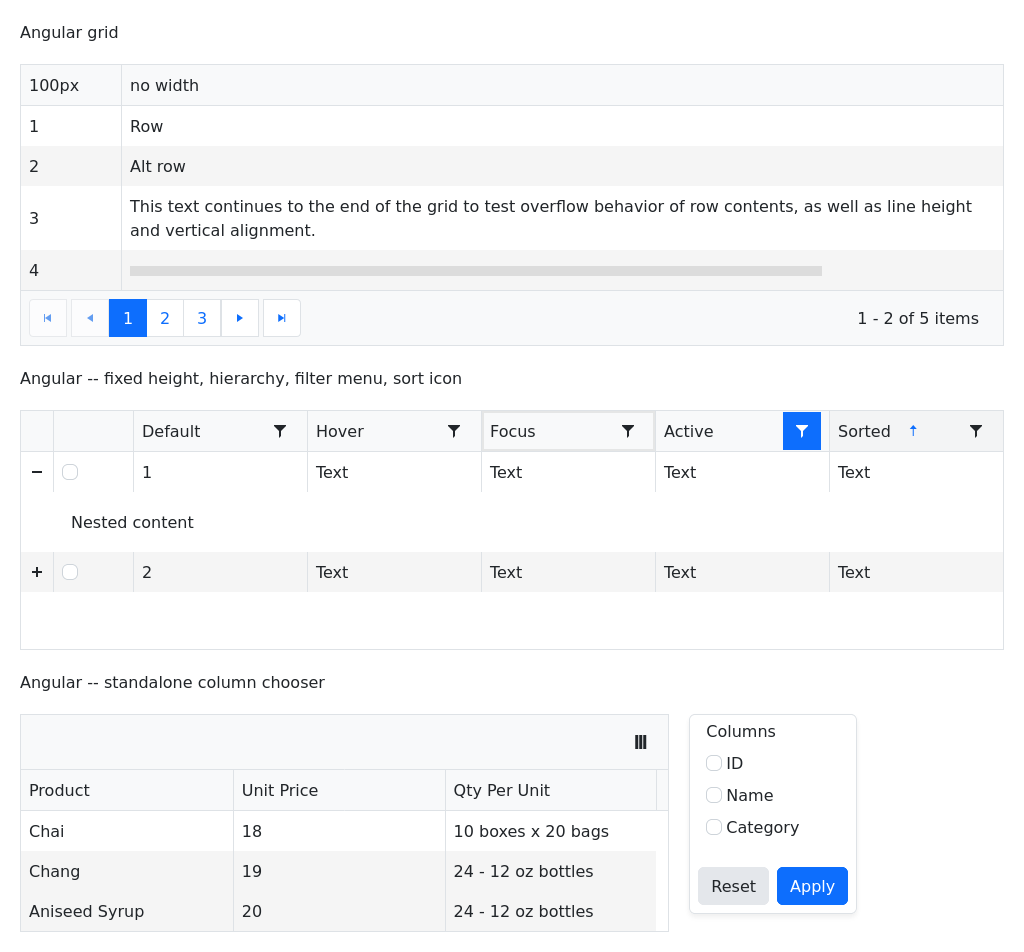 Angular grid
100px no width
1 Row
2 Alt row
3 This text continues to the end of the grid to test overflow behavior of row contents, as well as line height
and vertical alignment.
4
1 2 3 1 - 2 of 5 items
Angular -- fixed height, hierarchy, filter menu, sort icon
Default Hover Focus Active Sorted
1 Text Text Text Text
Nested content
2 Text Text Text Text
Angular -- standalone column chooser
Product Unit Price Qty Per Unit
Chai 18 10 boxes x 20 bags
Chang 19 24 - 12 oz bottles
Aniseed Syrup 20 24 - 12 oz bottles
Columns
ID
Name
Category
Reset Apply